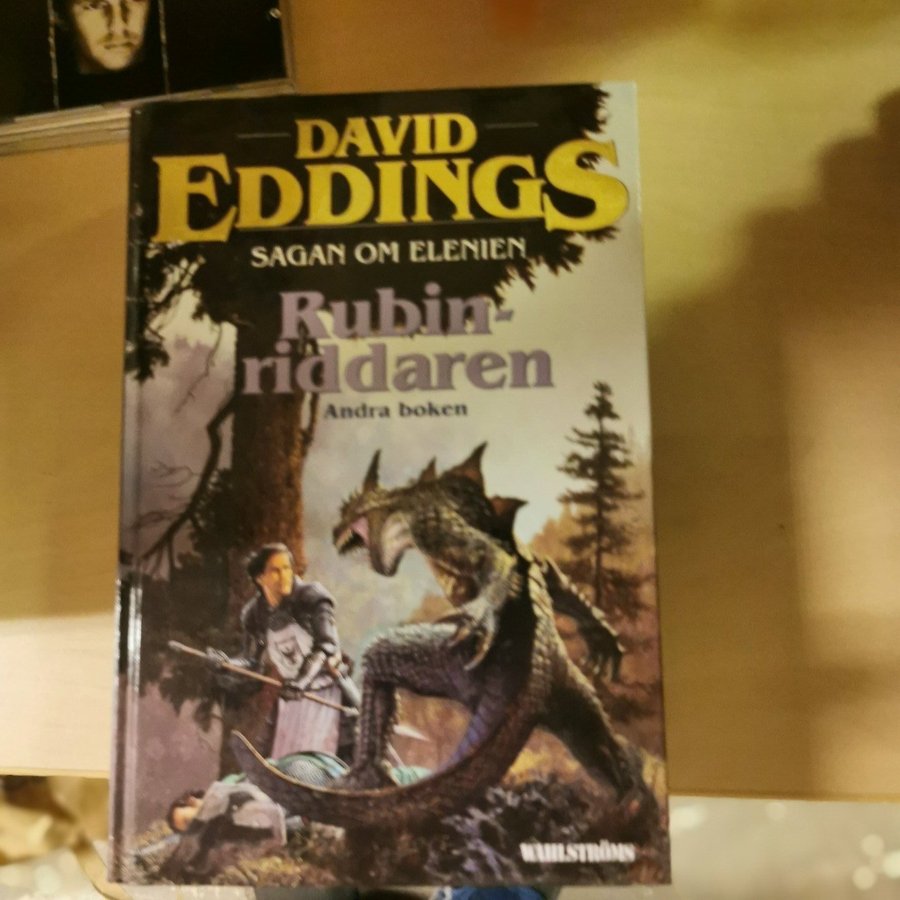 DAVID
EDDINGS
SAGAN OM ELENIEN
Rubin-
riddaren
Andra boken
WAHLSTRÖMS